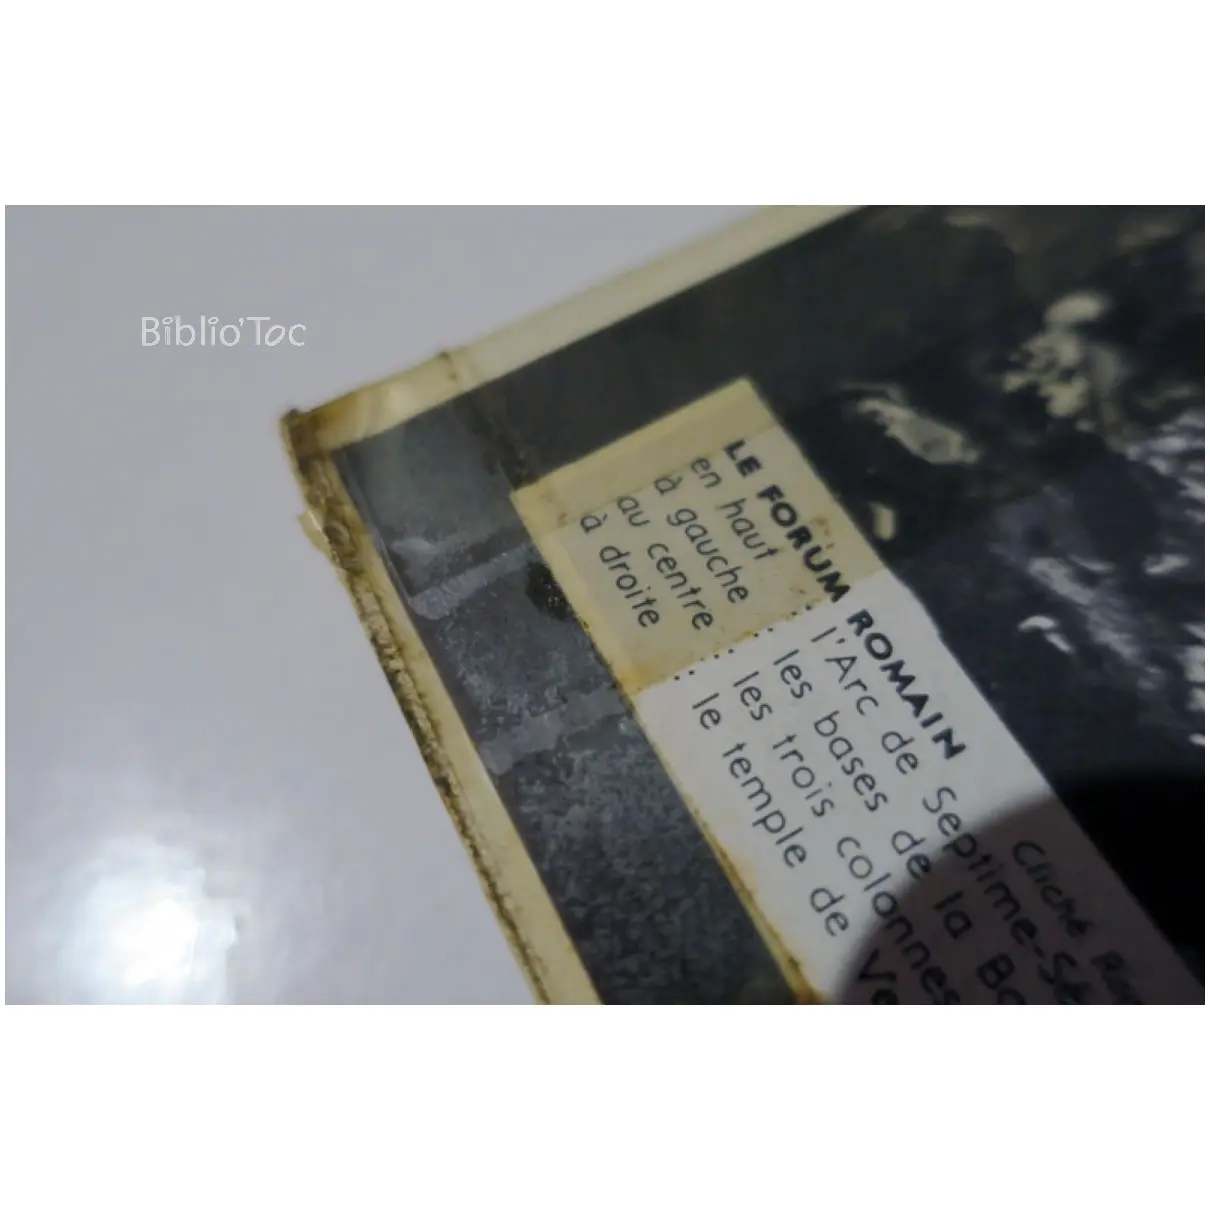 Biblio'Toc
LE FORUM ROMAIN
en haut : l'Arc de Septime-Sé
à gauche : les bases de la Ba
au centre : les trois colonnes
à droite : le temple de Ve
Cliché